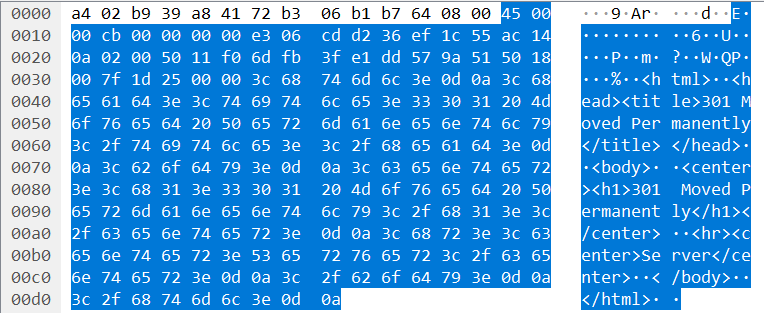 0000 a4 02 b9 39 a8 41 72 b3 06 b1 b7 64 08 00 45 00 ···9·Ar· ···d··E·
0010 00 cb 00 00 00 00 e3 06 cd d2 36 ef 1c 55 ac 14 ········ ··6··U··
0020 0a 02 00 50 11 f0 6d fb 3f e1 dd 57 9a 51 50 18 ···P··m· ?··W·QP·
0030 00 7f 1d 25 00 00 3c 68 74 6d 6c 3e 0d 0a 3c 68 ···%··<h tml>··<h
0040 65 61 64 3e 3c 74 69 74 6c 65 3e 33 30 31 20 4d ead><tit le>301 M
0050 6f 76 65 64 20 50 65 72 6d 61 6e 65 6e 74 6c 79 oved Per manently
0060 3c 2f 74 69 74 6c 65 3e 3c 2f 68 65 61 64 3e 0d </title> </head>·
0070 0a 3c 62 6f 64 79 3e 0d 0a 3c 63 65 6e 74 65 72 ·<body>· ·<center
0080 3e 3c 68 31 3e 33 30 31 20 4d 6f 76 65 64 20 50 ><h1>301 Moved P
0090 65 72 6d 61 6e 65 6e 74 6c 79 3c 2f 68 31 3e 3c ermanent ly</h1><
00a0 2f 63 65 6e 74 65 72 3e 0d 0a 3c 68 72 3e 3c 63 /center> ··<hr><c
00b0 65 6e 74 65 72 3e 53 65 72 76 65 72 3c 2f 63 65 enter>Se rver</ce
00c0 6e 74 65 72 3e 0d 0a 3c 2f 62 6f 64 79 3e 0d 0a nter>··< /body>··
00d0 3c 2f 68 74 6d 6c 3e 0d 0a </html>· ·